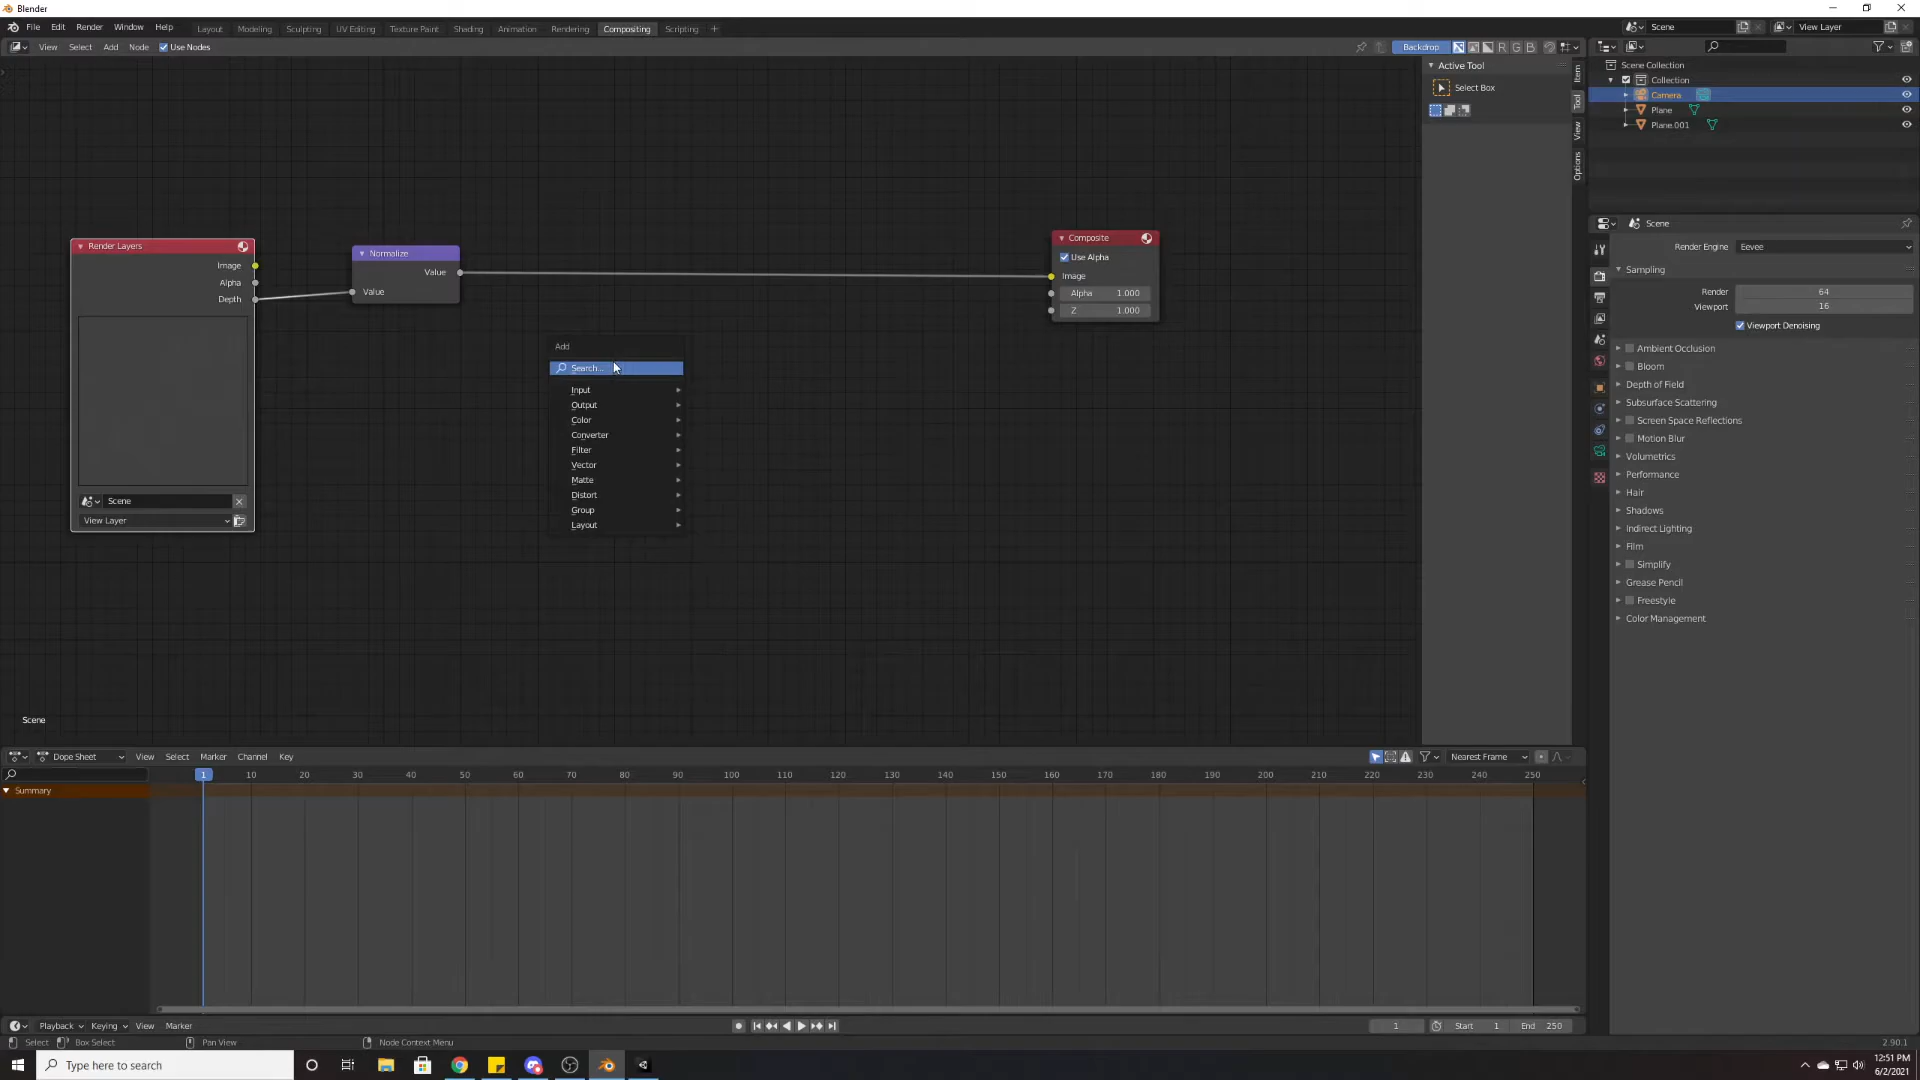 Blender
File Edit Render Window Help
Layout Modeling Sculpting UV Editing Texture Paint Shading Animation Rendering Compositing Scripting +
Scene
View Layer
View Select Add Node Use Nodes
Backdrop R G B
Active Tool
Select Box
Item
Tool
View
Options
Scene Collection
Collection
Camera
Plane
Plane.001
Scene
Render Engine Eevee
Sampling
Render 64
Viewport 16
Viewport Denoising
Ambient Occlusion
Bloom
Depth of Field
Subsurface Scattering
Screen Space Reflections
Motion Blur
Volumetrics
Performance
Hair
Shadows
Indirect Lighting
Film
Simplify
Grease Pencil
Freestyle
Color Management
Render Layers
Image
Alpha
Depth
Scene
View Layer
Normalize
Value
Value
Composite
Use Alpha
Image
Alpha 1.000
Z 1.000
Add
Search...
Input
Output
Color
Converter
Filter
Vector
Matte
Distort
Group
Layout
Scene
Dope Sheet View Select Marker Channel Key
Nearest Frame
1 10 20 30 40 50 60 70 80 90 100 110 120 130 140 150 160 170 180 190 200 210 220 230 240 250
Summary
Playback Keying View Marker
1 Start 1 End 250
Select Box Select Pan View Node Context Menu
2.90.1
Type here to search
12:51 PM
6/2/2021